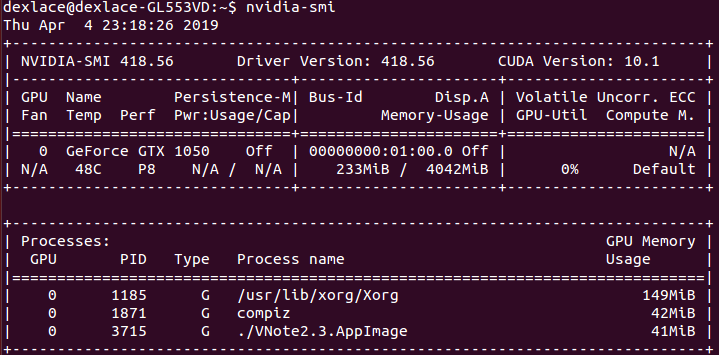 dexlace@dexlace-GL553VD:~$ nvidia-smi
Thu Apr  4 23:18:26 2019
+-----------------------------------------------------------------------------+
| NVIDIA-SMI 418.56       Driver Version: 418.56       CUDA Version: 10.1     |
|-------------------------------+----------------------+----------------------+
| GPU  Name        Persistence-M| Bus-Id        Disp.A | Volatile Uncorr. ECC |
| Fan  Temp  Perf  Pwr:Usage/Cap|         Memory-Usage | GPU-Util  Compute M. |
|===============================+======================+======================|
|   0  GeForce GTX 1050    Off  | 00000000:01:00.0 Off |                  N/A |
| N/A   48C    P8    N/A /  N/A |    233MiB /  4042MiB |      0%      Default |
+-------------------------------+----------------------+----------------------+

+-----------------------------------------------------------------------------+
| Processes:                                                       GPU Memory |
|  GPU       PID   Type   Process name                             Usage      |
|=============================================================================|
|    0      1185      G   /usr/lib/xorg/Xorg                           149MiB |
|    0      1871      G   compiz                                        42MiB |
|    0      3715      G   ./VNote2.3.AppImage                           41MiB |
+-----------------------------------------------------------------------------+